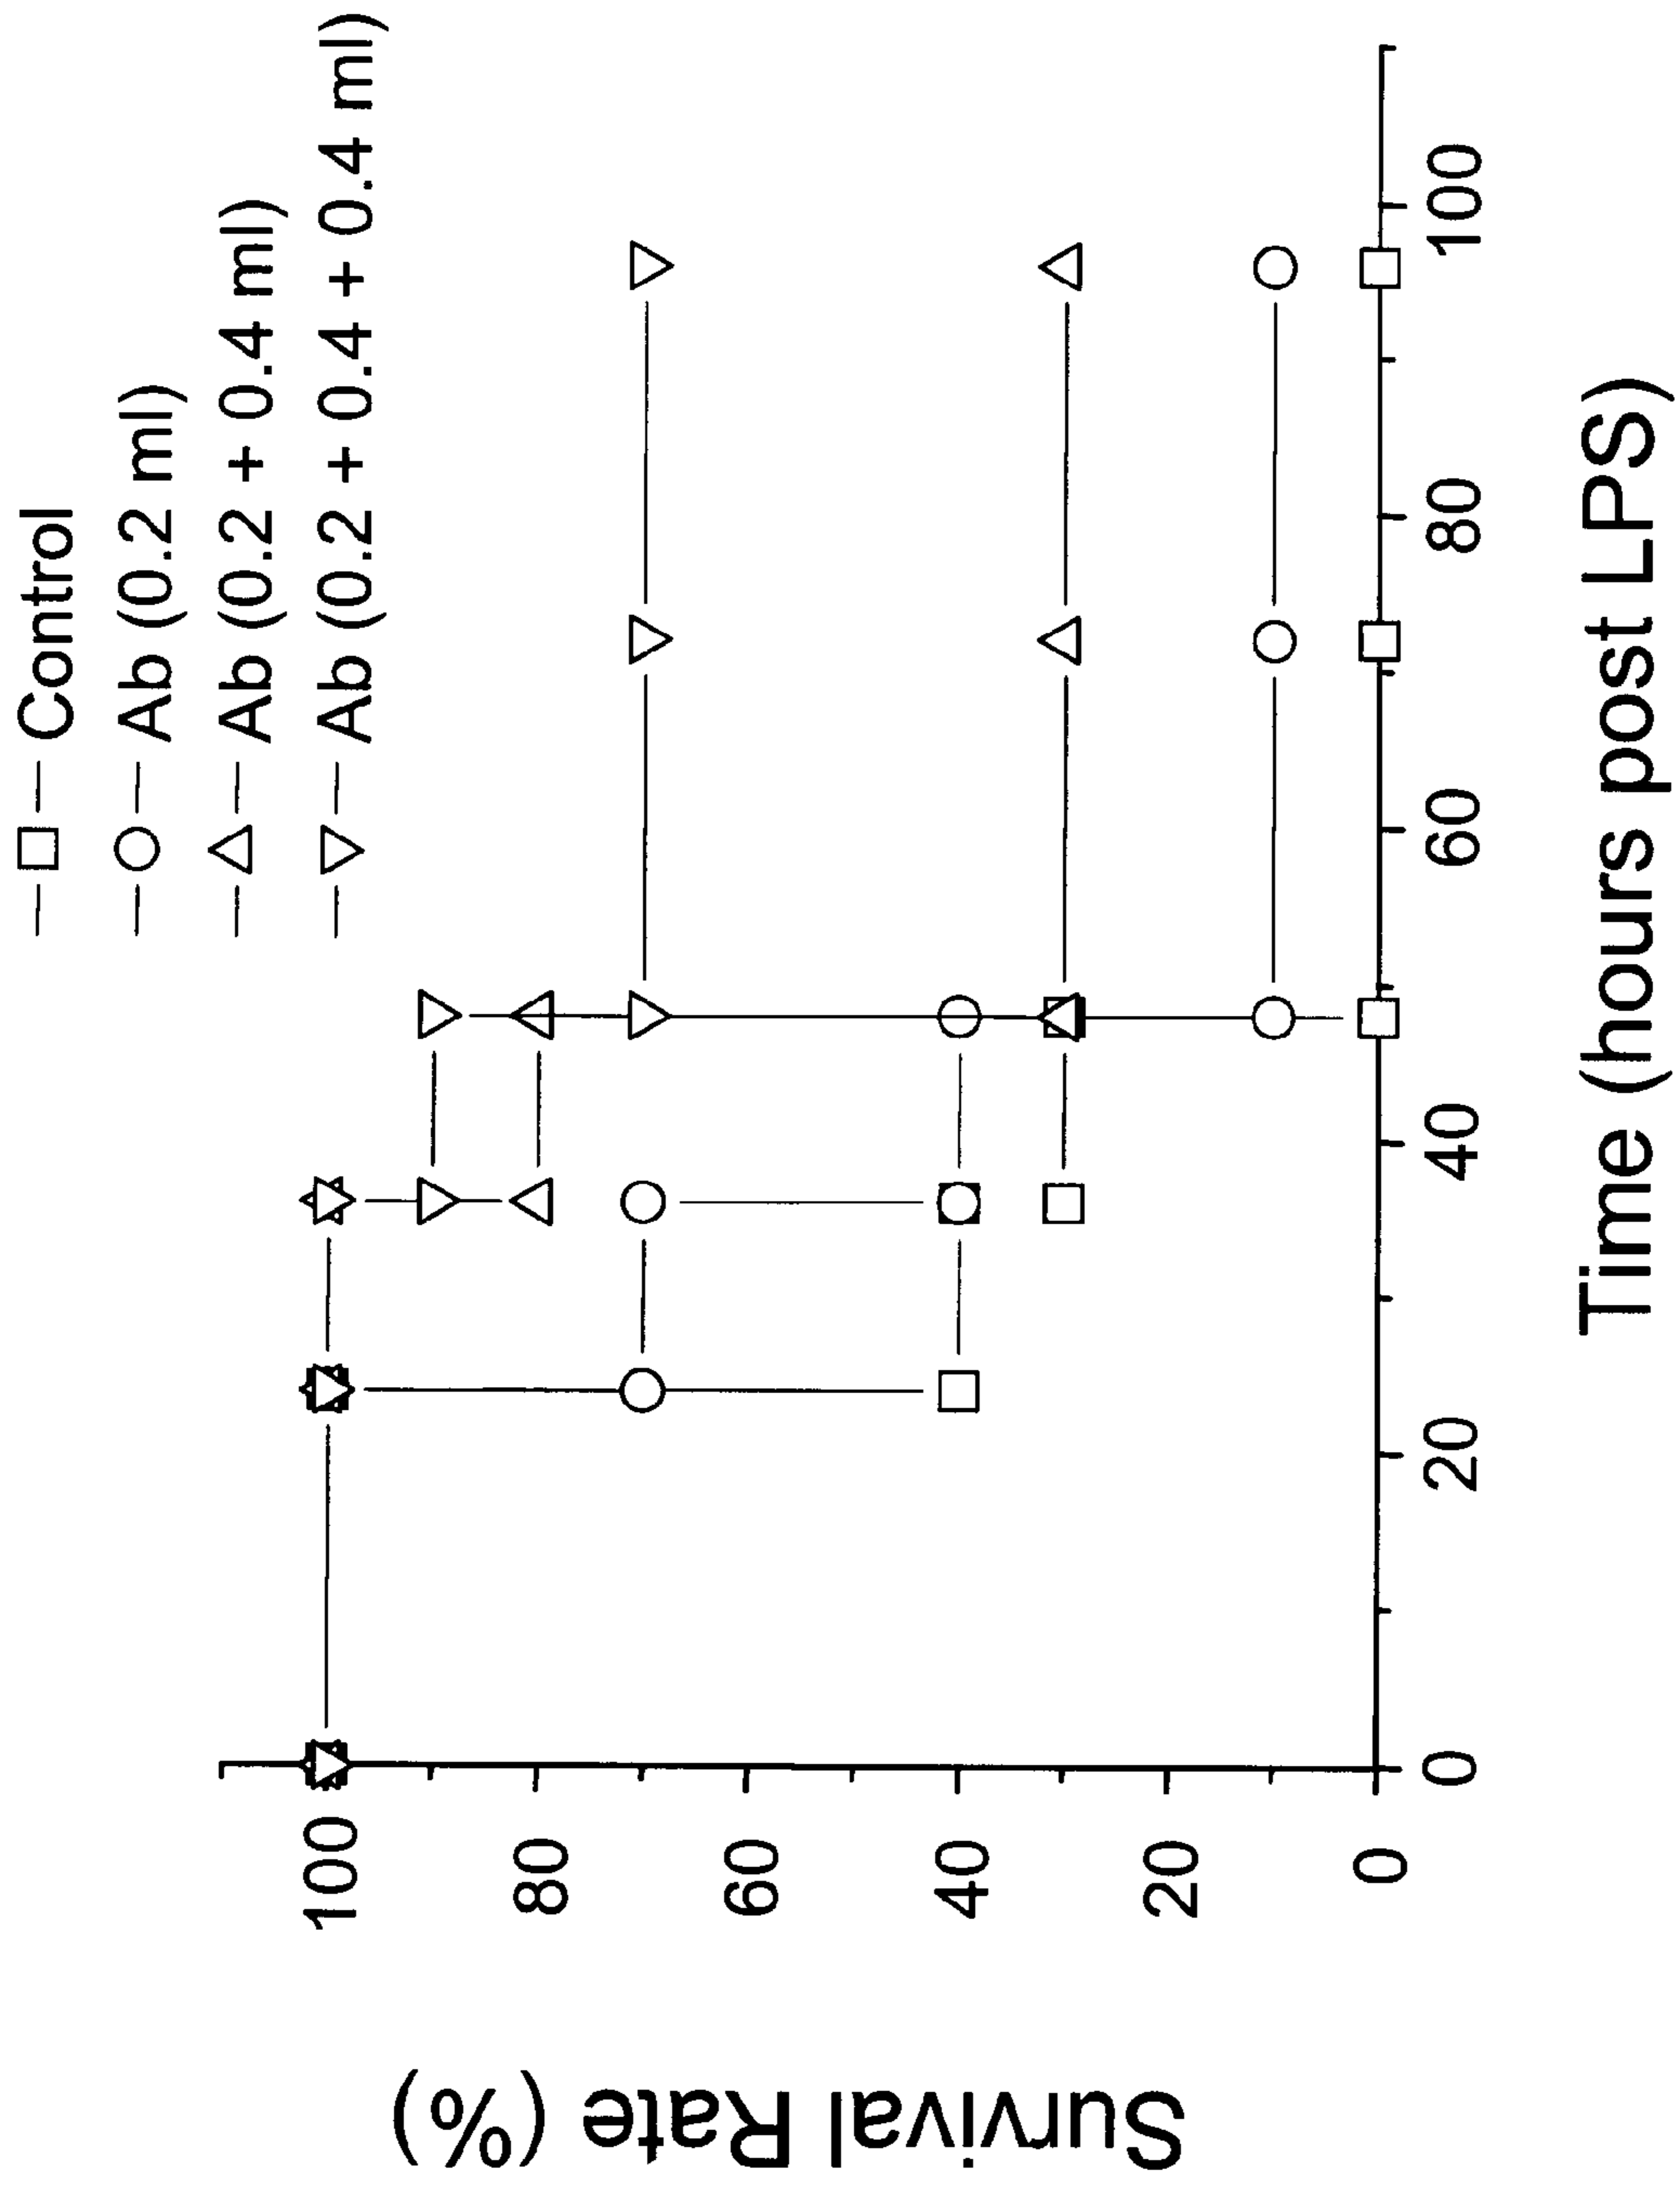 Control
Ab (0.2 ml)
Ab (0.2 + 0.4 ml)
Ab (0.2 + 0.4 + 0.4 ml)
Survival Rate (%)
100
80
60
40
20
0
0 20 40 60 80 100
Time (hours post LPS)